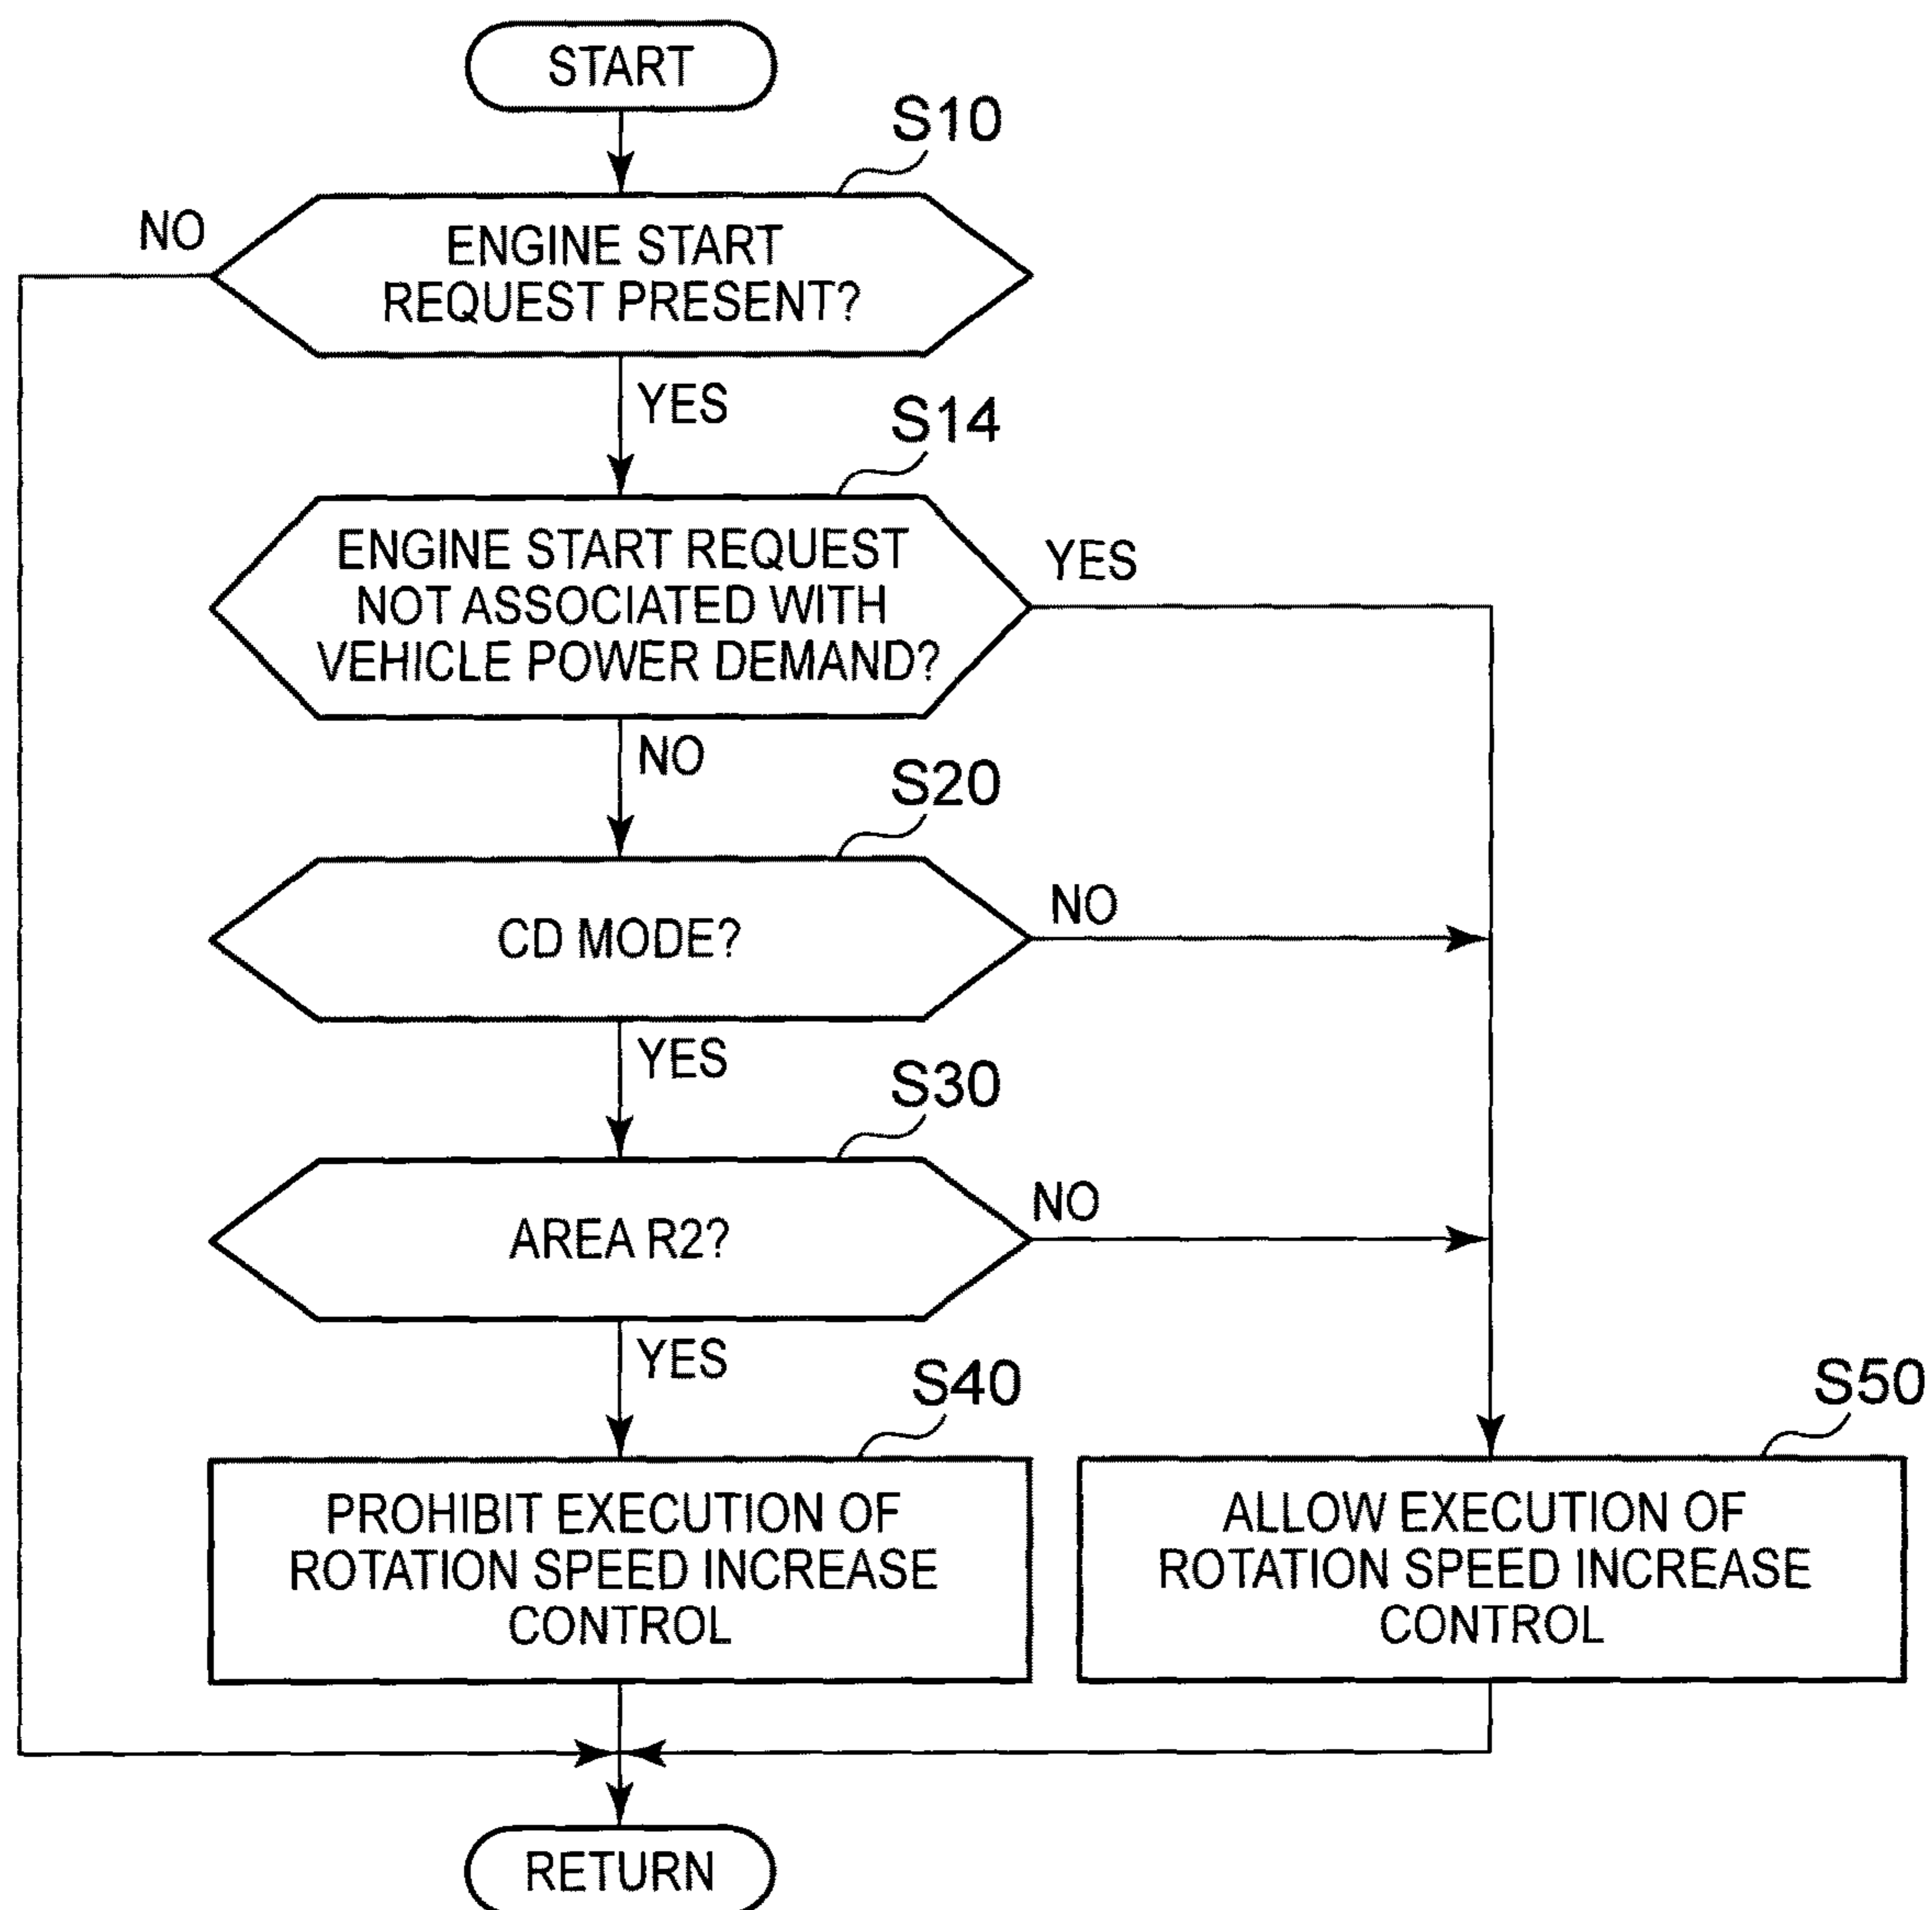 START
S10
NO
ENGINE START
REQUEST PRESENT?
YES
S14
ENGINE START REQUEST
NOT ASSOCIATED WITH
VEHICLE POWER DEMAND?
YES
NO
S20
CD MODE?
NO
YES
S30
AREA R2?
NO
YES
S40
S50
PROHIBIT EXECUTION OF
ROTATION SPEED INCREASE
CONTROL
ALLOW EXECUTION OF
ROTATION SPEED INCREASE
CONTROL
RETURN